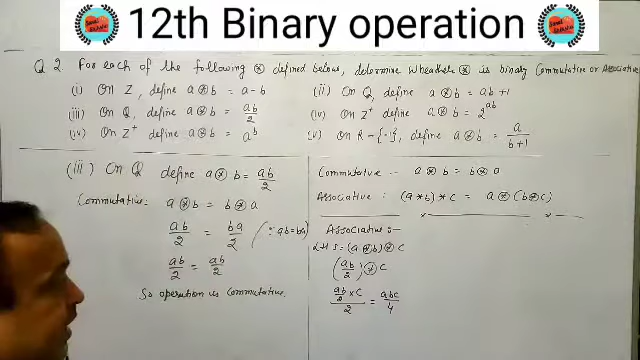 12th Binary operation
Q 2. For each of the following ⊛ defined below, determine wheather ⊛ is binary Commutative or Associative
(i) On Z, define a ⊛ b = a - b
(ii) On Q, define a ⊛ b = ab + 1
(iii) On Q, define a ⊛ b = ab/2
(iv) On Z⁺ define a ⊛ b = 2^ab
(iv) On Z⁺ define a ⊛ b = a^b
(v) On R - {-1}, define a ⊛ b = a/(b+1)
(iii) On Q define a ⊛ b = ab/2
Commutative:
a ⊛ b = b ⊛ a
ab/2 = ba/2 (∵ ab = ba)
ab/2 = ab/2
So operation is commutative.
Commutative :- a ⊛ b = b ⊛ a
Associative : (a * b) * c = a ⊛ (b ⊛ c)
Associative :-
LHS = (a ⊛ b) ⊛ c
(ab/2) ⊛ c
(ab/2 × c)/2 = abc/4